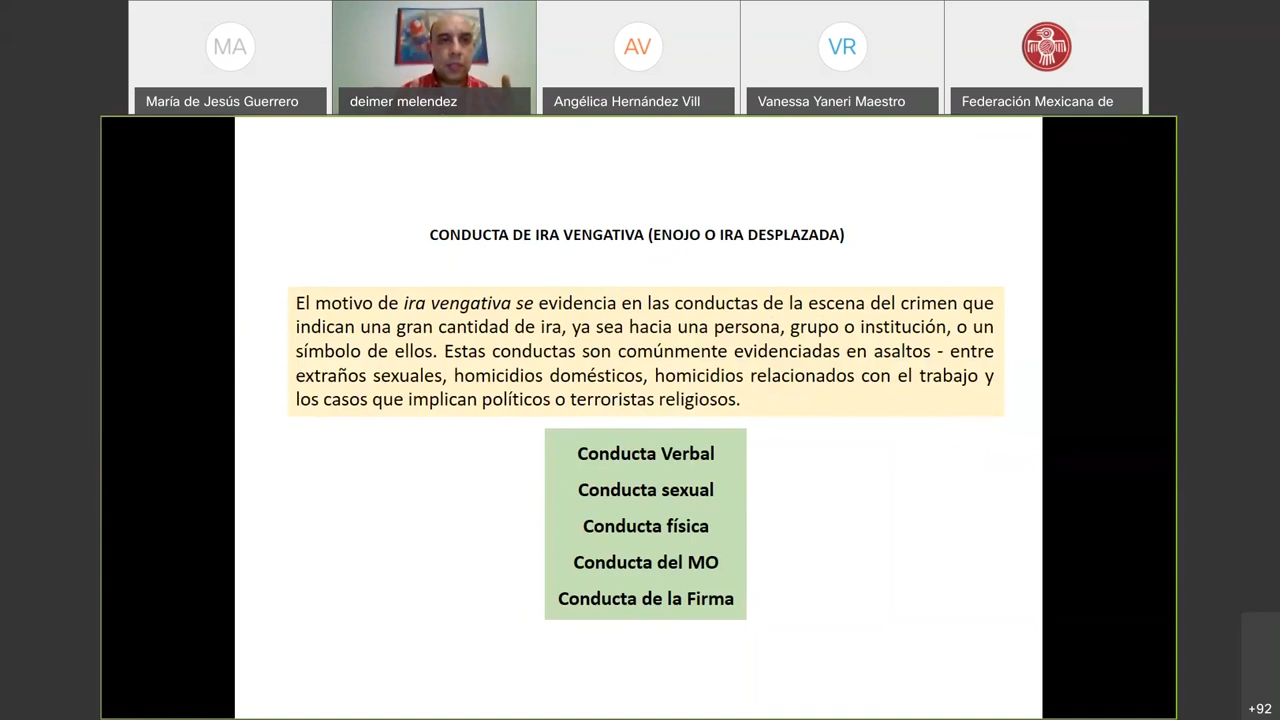 MA
AV
VR
María de Jesús Guerrero
deimer melendez
Angélica Hernández Vill
Vanessa Yaneri Maestro
Federación Mexicana de
CONDUCTA DE IRA VENGATIVA (ENOJO O IRA DESPLAZADA)
El motivo de ira vengativa se evidencia en las conductas de la escena del crimen que
indican una gran cantidad de ira, ya sea hacia una persona, grupo o institución, o un
símbolo de ellos. Estas conductas son comúnmente evidenciadas en asaltos - entre
extraños sexuales, homicidios domésticos, homicidios relacionados con el trabajo y
los casos que implican políticos o terroristas religiosos.
Conducta Verbal
Conducta sexual
Conducta física
Conducta del MO
Conducta de la Firma
+92